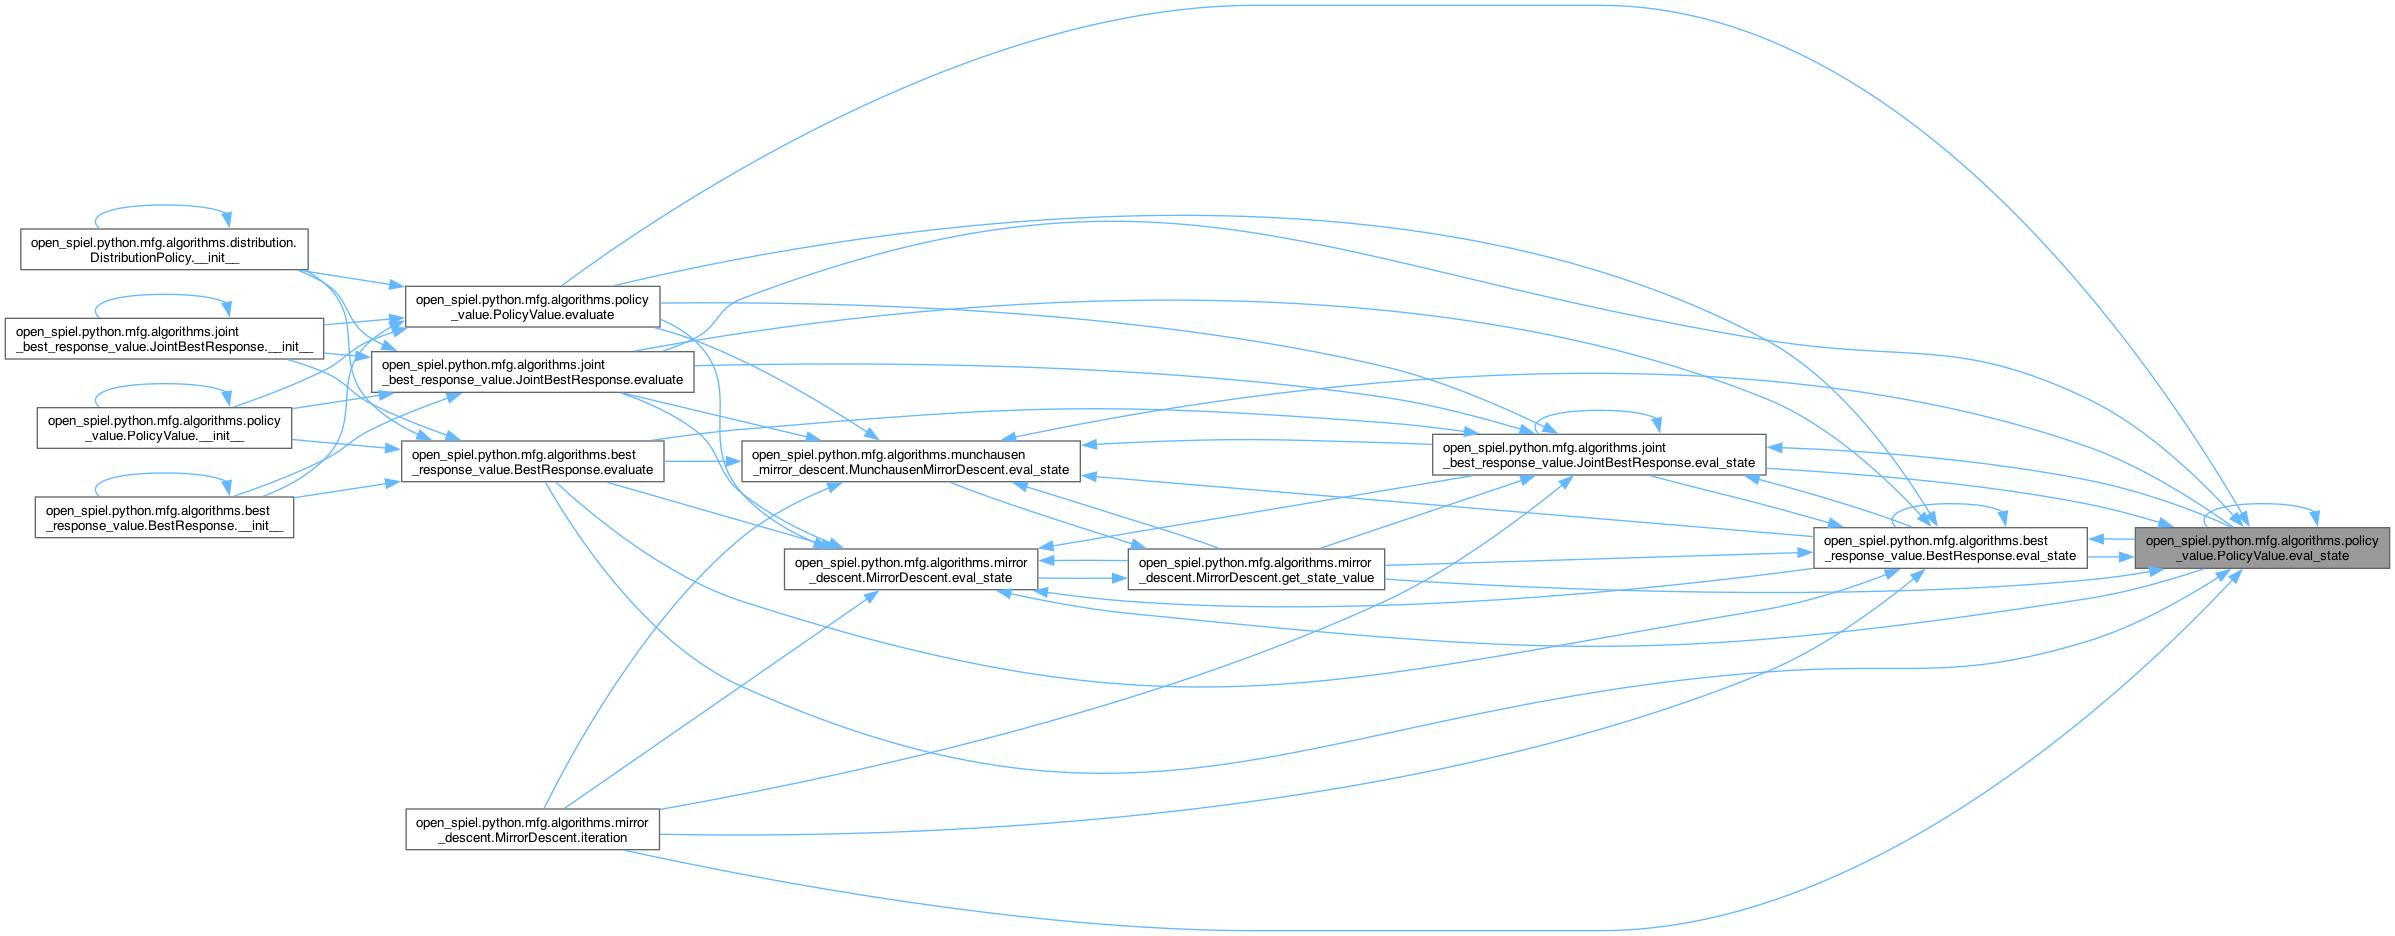 open_spiel.python.mfg.algorithms.distribution.
DistributionPolicy.__init__
open_spiel.python.mfg.algorithms.joint
_best_response_value.JointBestResponse.__init__
open_spiel.python.mfg.algorithms.policy
_value.PolicyValue.__init__
open_spiel.python.mfg.algorithms.best
_response_value.BestResponse.__init__
open_spiel.python.mfg.algorithms.policy
_value.PolicyValue.evaluate
open_spiel.python.mfg.algorithms.joint
_best_response_value.JointBestResponse.evaluate
open_spiel.python.mfg.algorithms.best
_response_value.BestResponse.evaluate
open_spiel.python.mfg.algorithms.mirror
_descent.MirrorDescent.iteration
open_spiel.python.mfg.algorithms.munchausen
_mirror_descent.MunchausenMirrorDescent.eval_state
open_spiel.python.mfg.algorithms.mirror
_descent.MirrorDescent.eval_state
open_spiel.python.mfg.algorithms.mirror
_descent.MirrorDescent.get_state_value
open_spiel.python.mfg.algorithms.joint
_best_response_value.JointBestResponse.eval_state
open_spiel.python.mfg.algorithms.best
_response_value.BestResponse.eval_state
open_spiel.python.mfg.algorithms.policy
_value.PolicyValue.eval_state